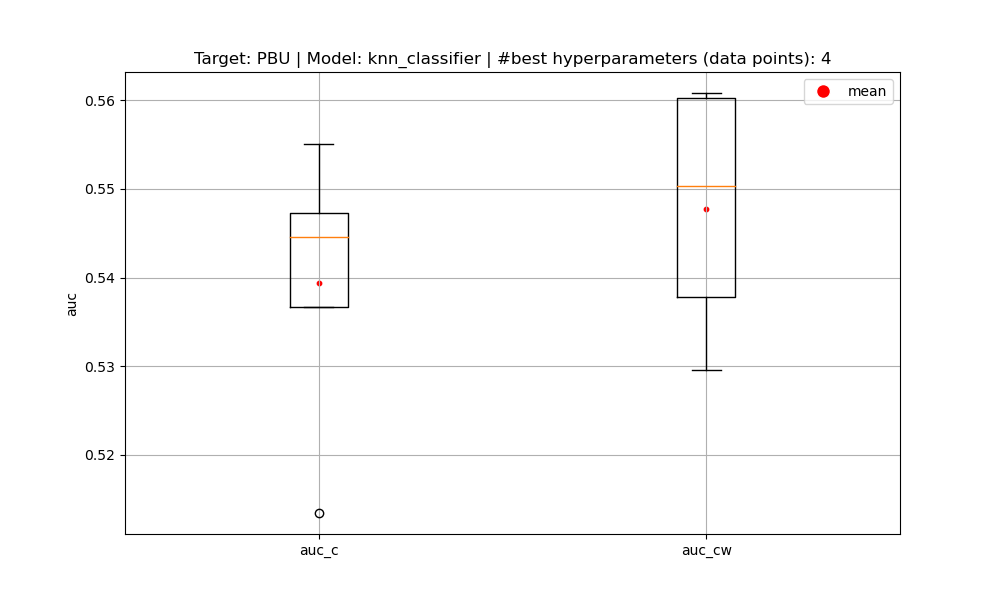 Target: PBU | Model: knn_classifier | #best hyperparameters (data points): 4
mean
0.56
0.55
0.54
0.53
0.52
auc
auc_c
auc_cw